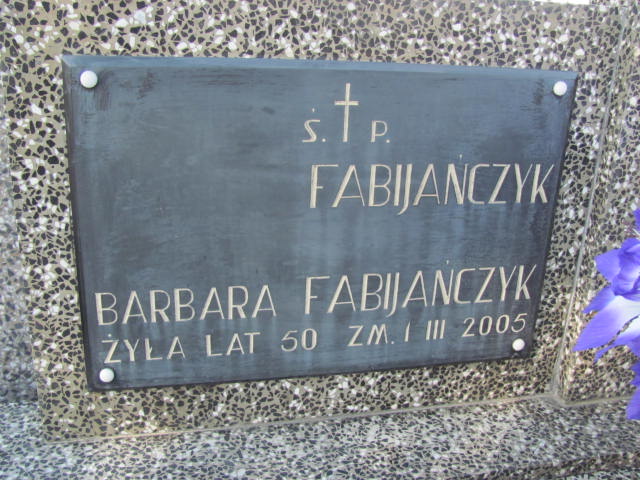 Ś. P.
FABIJAŃCZYK
BARBARA FABIJAŃCZYK
ŻYŁA LAT 50 ZM. 1 III 2005